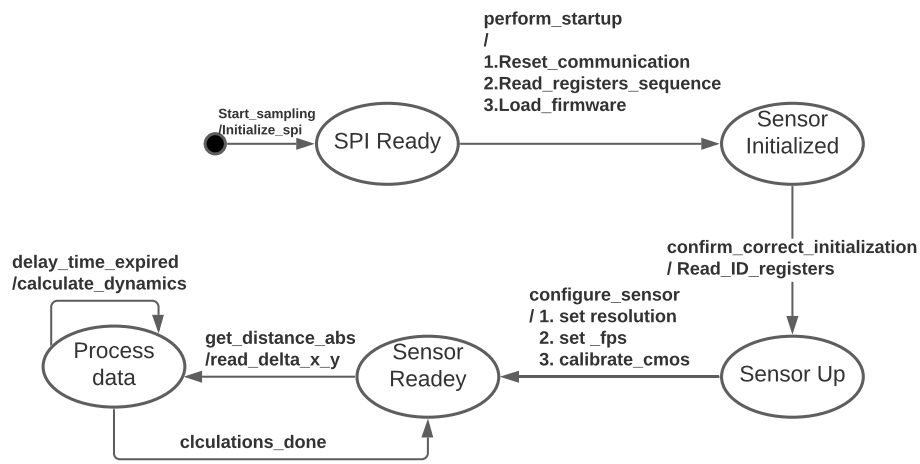 perform_startup
/
1.Reset_communication
2.Read_registers_sequence
3.Load_firmware
Start_sampling
/Initialize_spi
SPI Ready
Sensor
Initialized
confirm_correct_initialization
/ Read_ID_registers
delay_time_expired
/calculate_dynamics
configure_sensor
/ 1. set resolution
2. set _fps
3. calibrate_cmos
get_distance_abs
/read_delta_x_y
Process
data
Sensor
Readey
Sensor Up
clculations_done